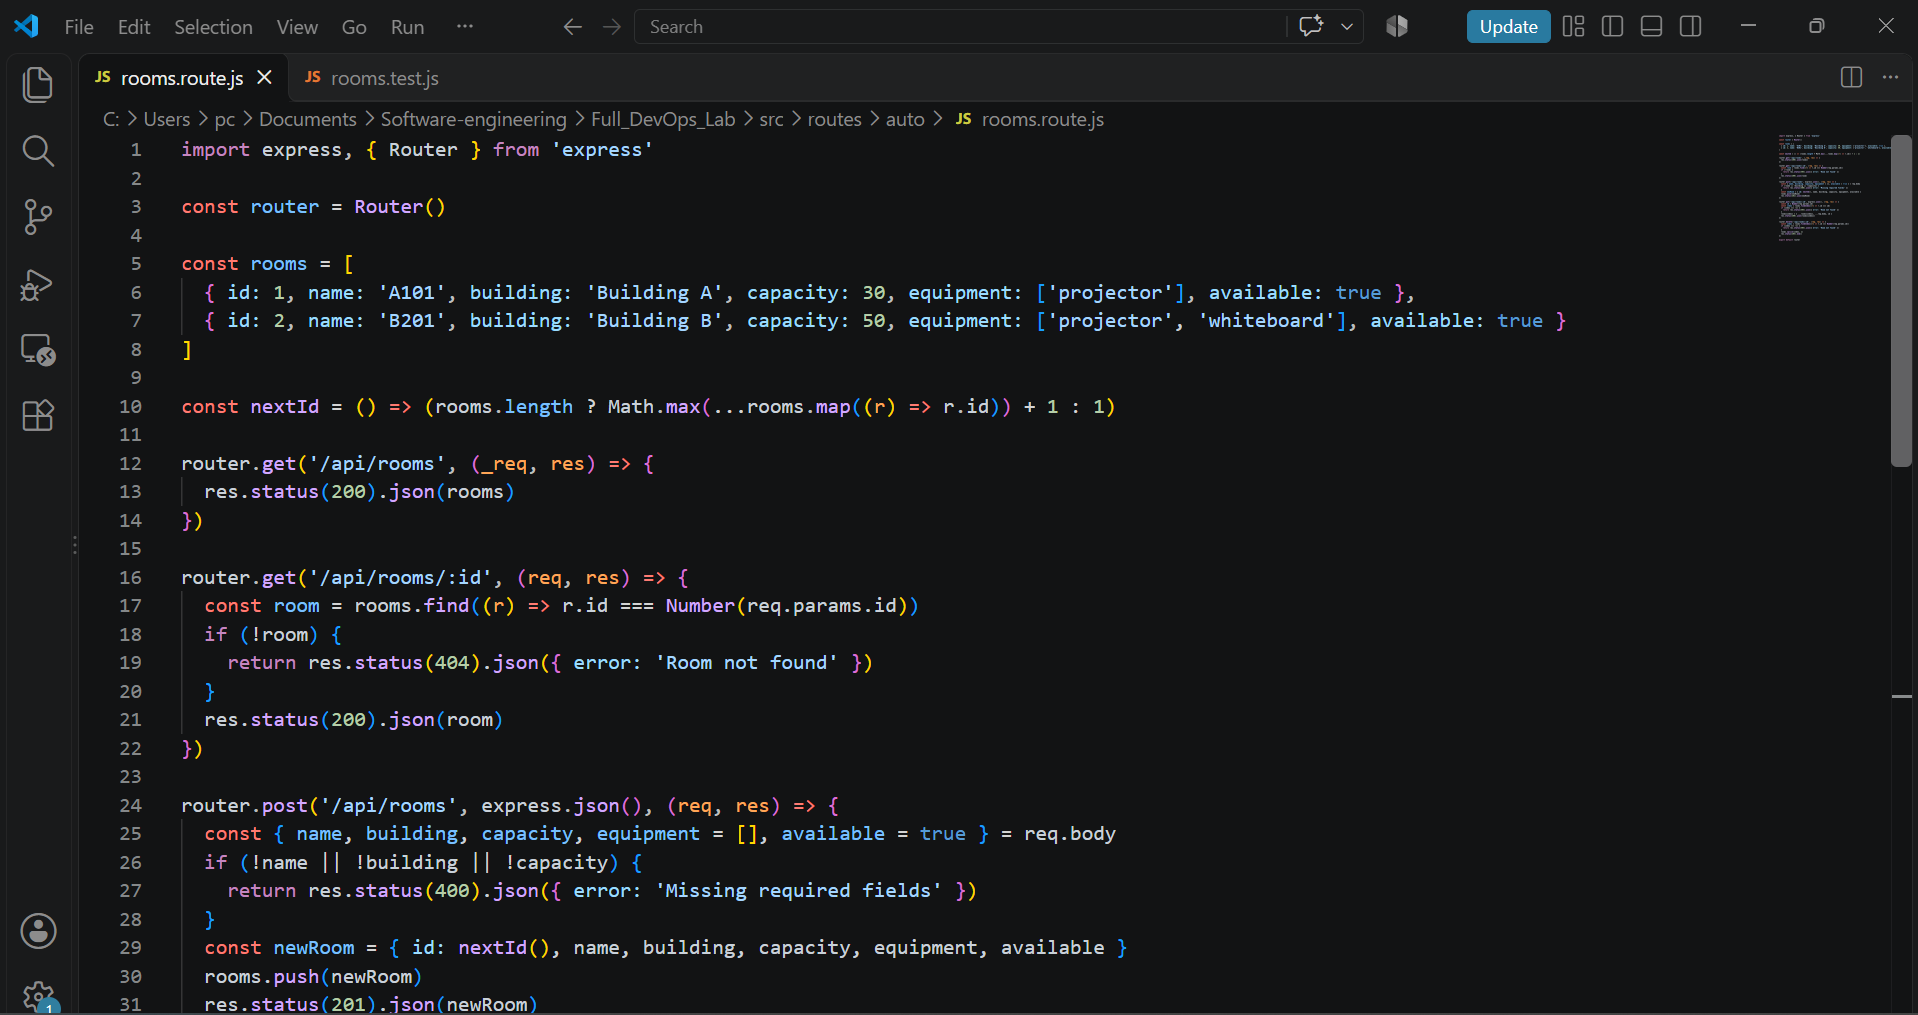 File Edit Selection View Go Run ··· Search Update
JS rooms.route.js JS rooms.test.js
C: > Users > pc > Documents > Software-engineering > Full_DevOps_Lab > src > routes > auto > JS rooms.route.js
1 import express, { Router } from 'express'
2
3 const router = Router()
4
5 const rooms = [
6 { id: 1, name: 'A101', building: 'Building A', capacity: 30, equipment: ['projector'], available: true },
7 { id: 2, name: 'B201', building: 'Building B', capacity: 50, equipment: ['projector', 'whiteboard'], available: true }
8 ]
9
10 const nextId = () => (rooms.length ? Math.max(...rooms.map((r) => r.id)) + 1 : 1)
11
12 router.get('/api/rooms', (_req, res) => {
13 res.status(200).json(rooms)
14 })
15
16 router.get('/api/rooms/:id', (req, res) => {
17 const room = rooms.find((r) => r.id === Number(req.params.id))
18 if (!room) {
19 return res.status(404).json({ error: 'Room not found' })
20 }
21 res.status(200).json(room)
22 })
23
24 router.post('/api/rooms', express.json(), (req, res) => {
25 const { name, building, capacity, equipment = [], available = true } = req.body
26 if (!name || !building || !capacity) {
27 return res.status(400).json({ error: 'Missing required fields' })
28 }
29 const newRoom = { id: nextId(), name, building, capacity, equipment, available }
30 rooms.push(newRoom)
31 res.status(201).json(newRoom)
1